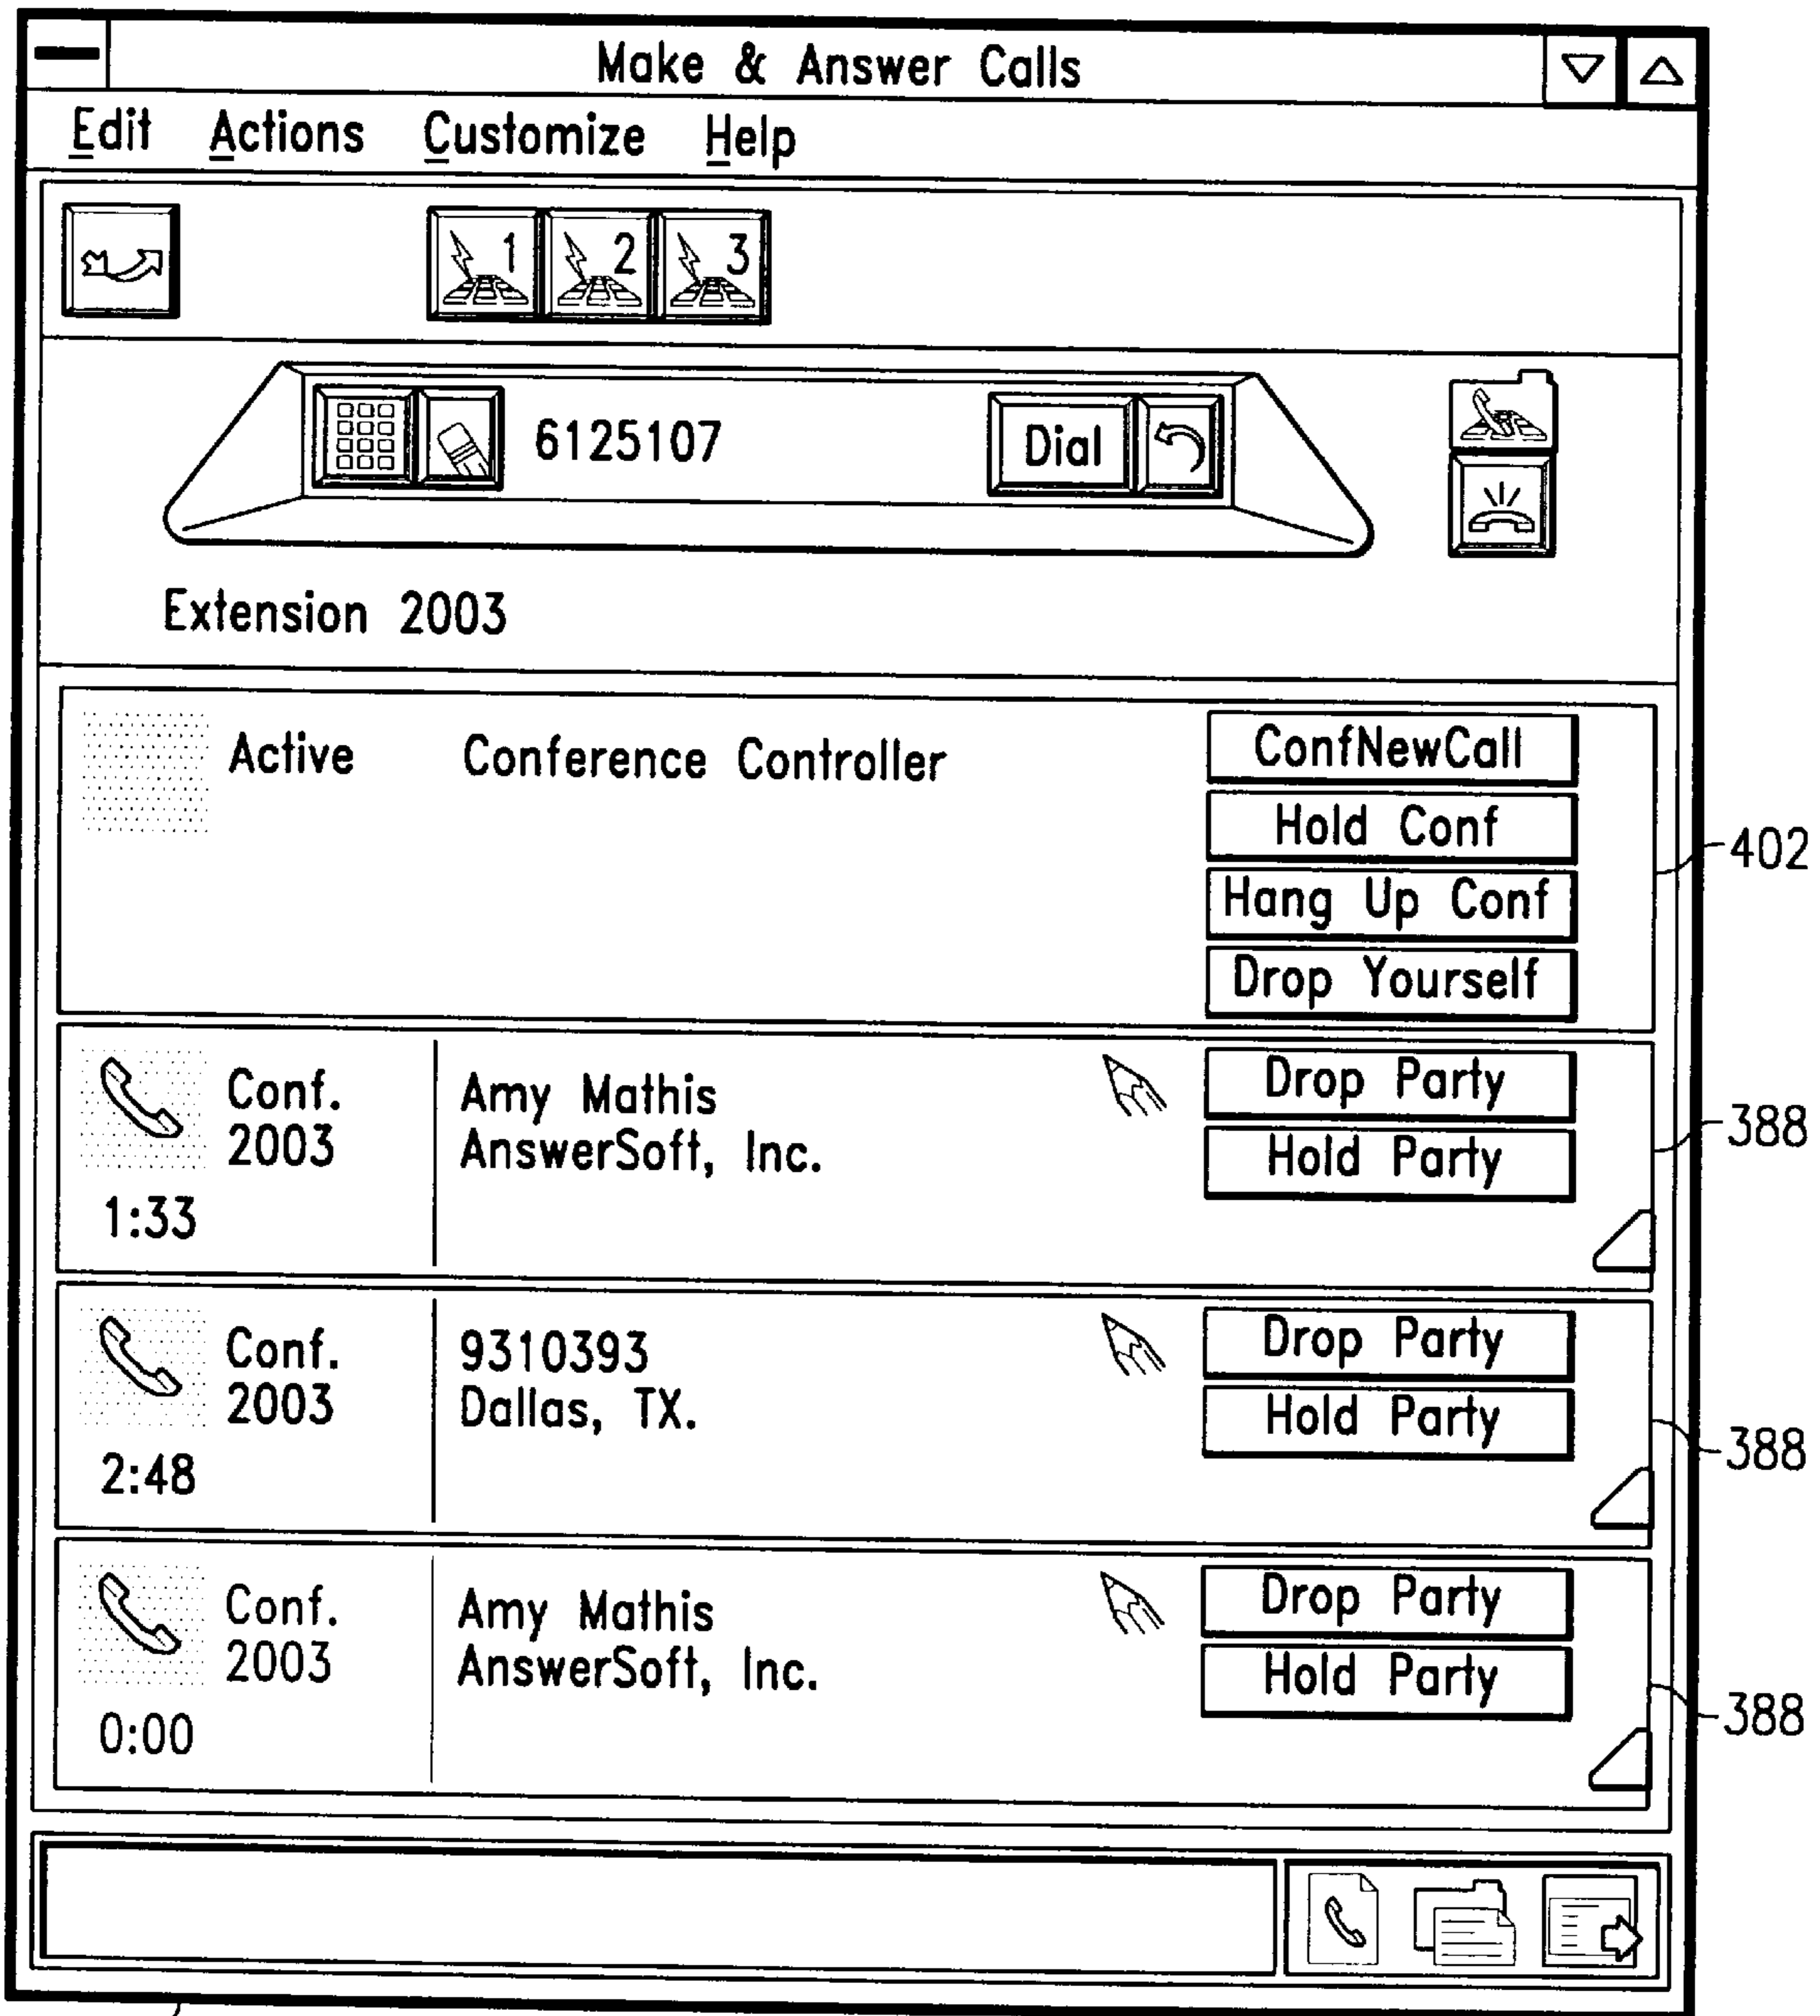 Make & Answer Calls
Edit Actions Customize Help
1 2 3
6125107 Dial
Extension 2003
Active Conference Controller ConfNewCall
Hold Conf
402
Hang Up Conf
Drop Yourself
Conf. Amy Mathis Drop Party
2003 AnswerSoft, Inc. Hold Party 388
1:33
Conf. 9310393 Drop Party
2003 Dallas, TX. Hold Party 388
2:48
Conf. Amy Mathis Drop Party
2003 AnswerSoft, Inc. Hold Party 388
0:00